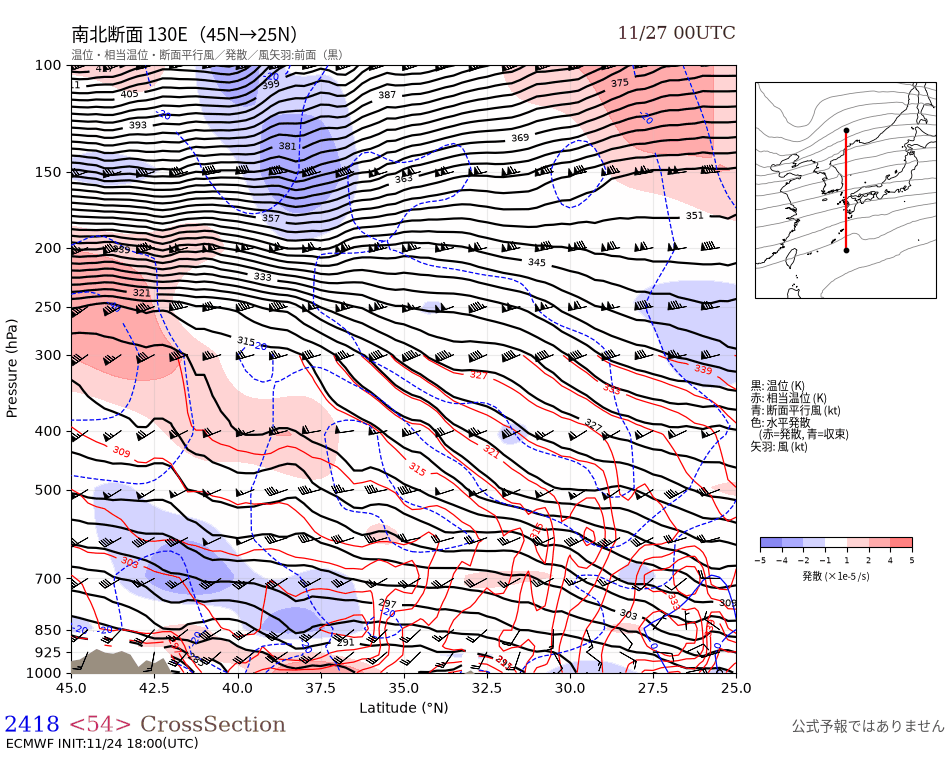 南北断面 130E（45N→25N）
11/27 00UTC
温位・相当温位・断面平行風／発散／風矢羽:前面（黒）
100
150
200
250
300
400
500
700
850
925
1000
Pressure (hPa)
45.0 42.5 40.0 37.5 35.0 32.5 30.0 27.5 25.0
Latitude (°N)
405
399
393
387
381
375
369
363
357
351
345
339
333
327
321
315
309
303
297
291
黒: 温位 (K)
赤: 相当温位 (K)
青: 断面平行風 (kt)
色: 水平発散
(赤=発散, 青=収束)
矢羽: 風 (kt)
−5 −4 −2 −1 1 2 4 5
発散 (×1e-5 /s)
2418 <54> CrossSection
ECMWF INIT:11/24 18:00(UTC)
公式予報ではありません